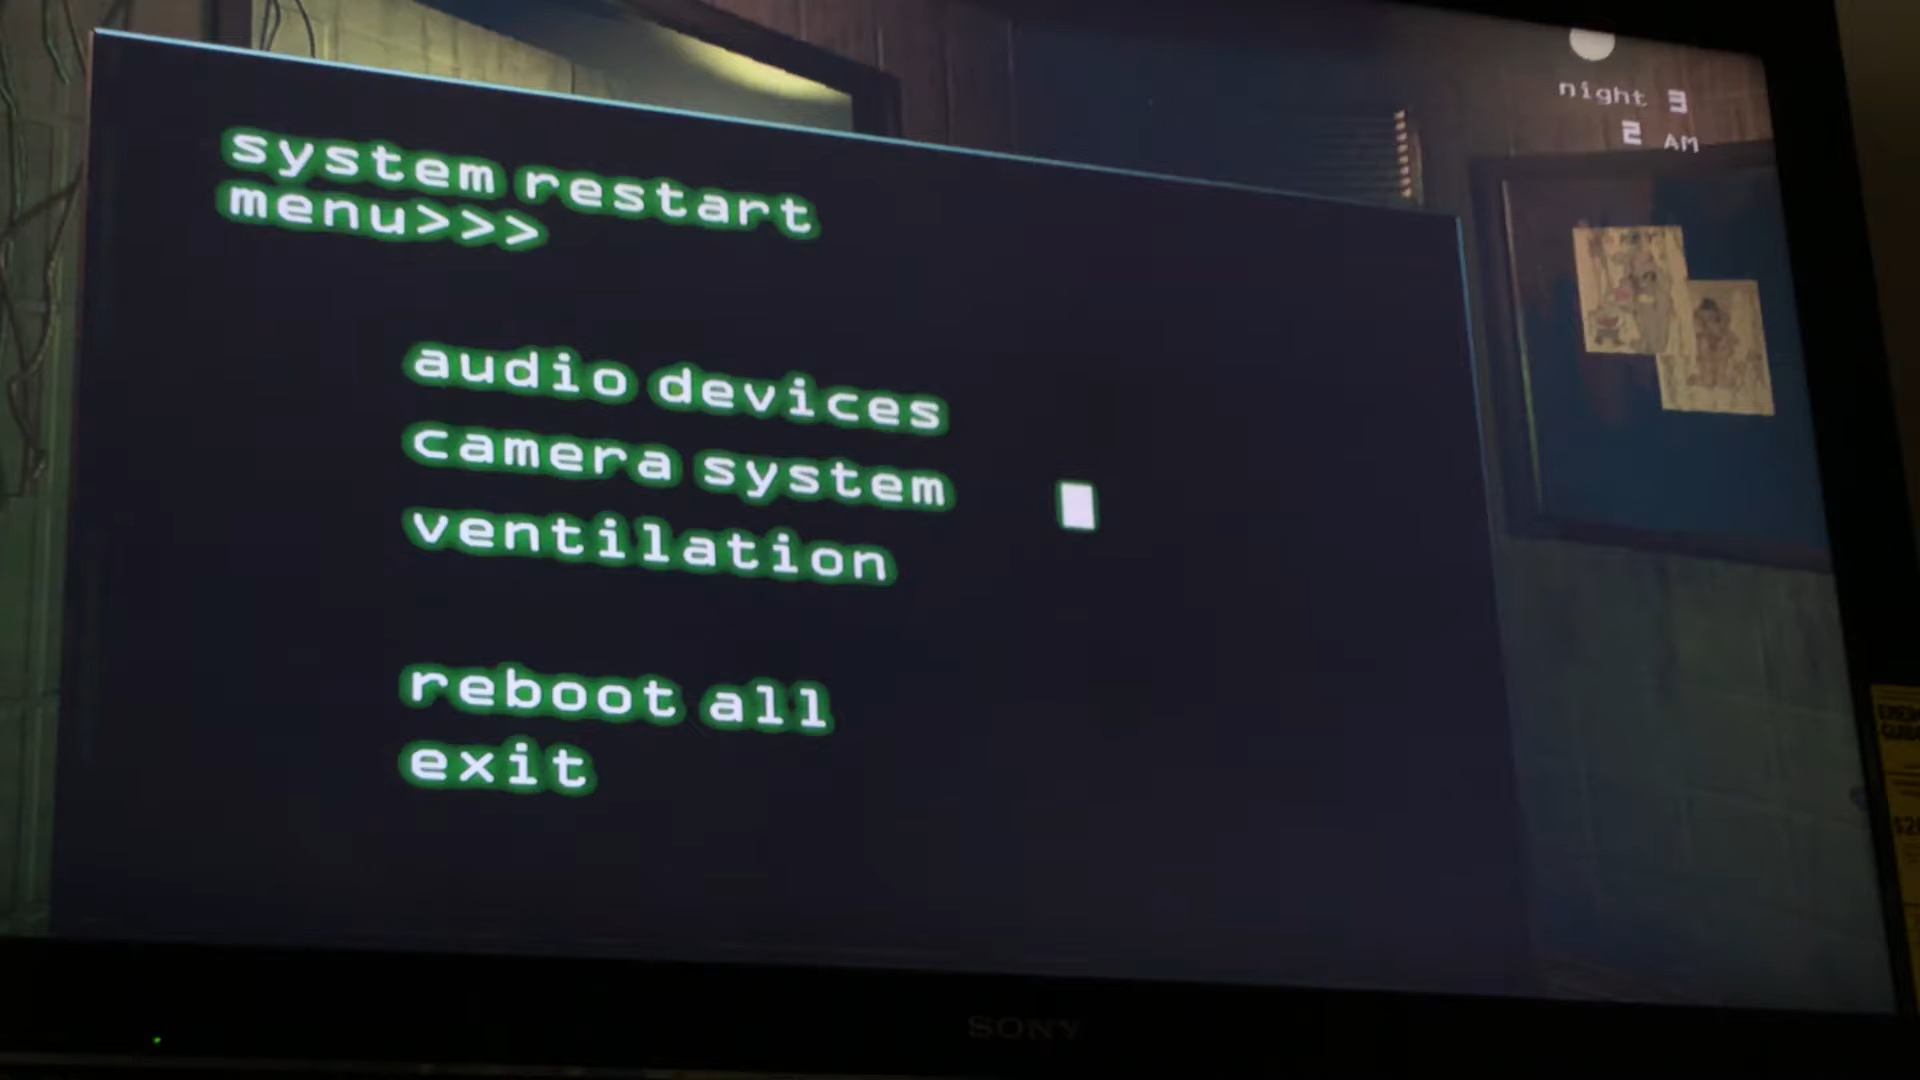 night 3
2 AM
system restart
menu>>>
audio devices
camera system
ventilation
reboot all
exit
SONY